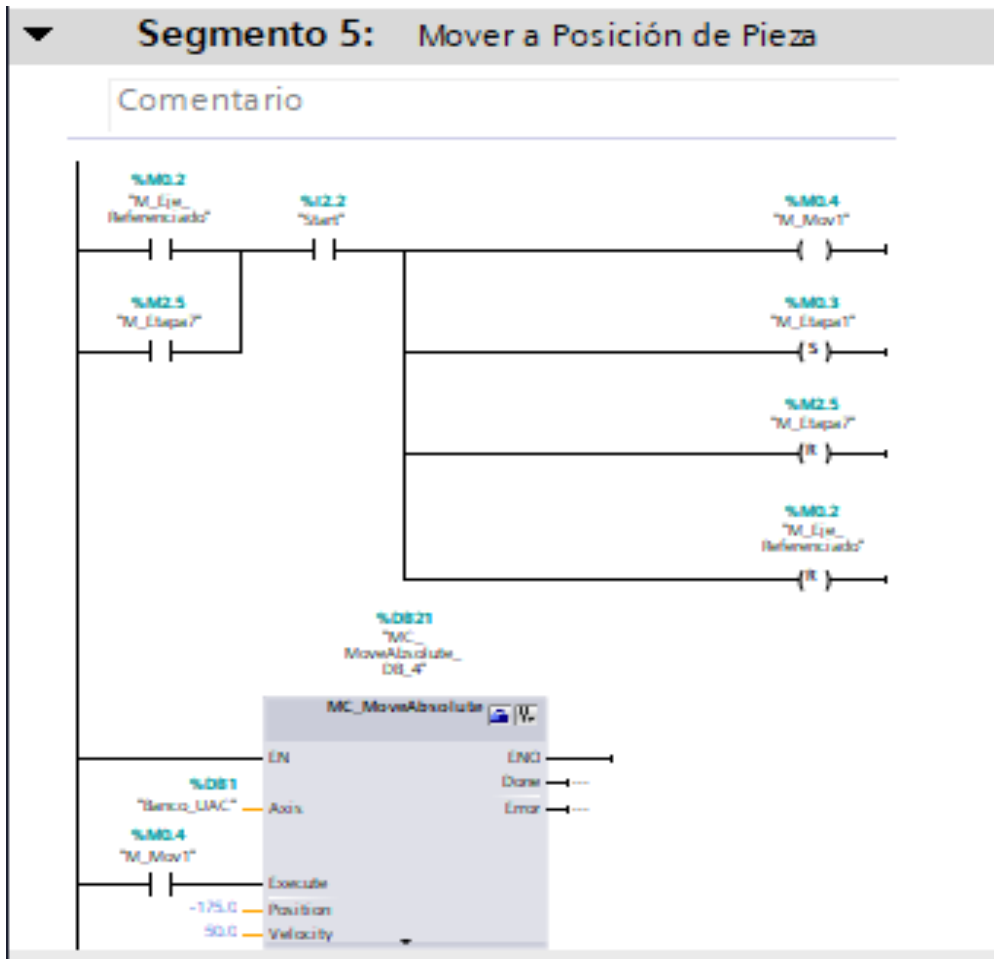 Segmento 5: Mover a Posición de Pieza
Comentario
%M0.2
"M_Eje_
Referenciado"
%I2.2
"Start"
%M0.4
"M_Mov1"
%M2.5
"M_Etapa7"
%M0.3
"M_Etapa1"
S
%M2.5
"M_Etapa7"
R
%M0.2
"M_Eje_
Referenciado"
R
%DB21
"MC_
MoveAbsolute_
DB_4"
MC_MoveAbsolute
EN
ENO
Done
%DB1
"Banco_UAC"
Axis
Error
%M0.4
"M_Mov1"
Execute
-175.0
Position
50.0
Velocity